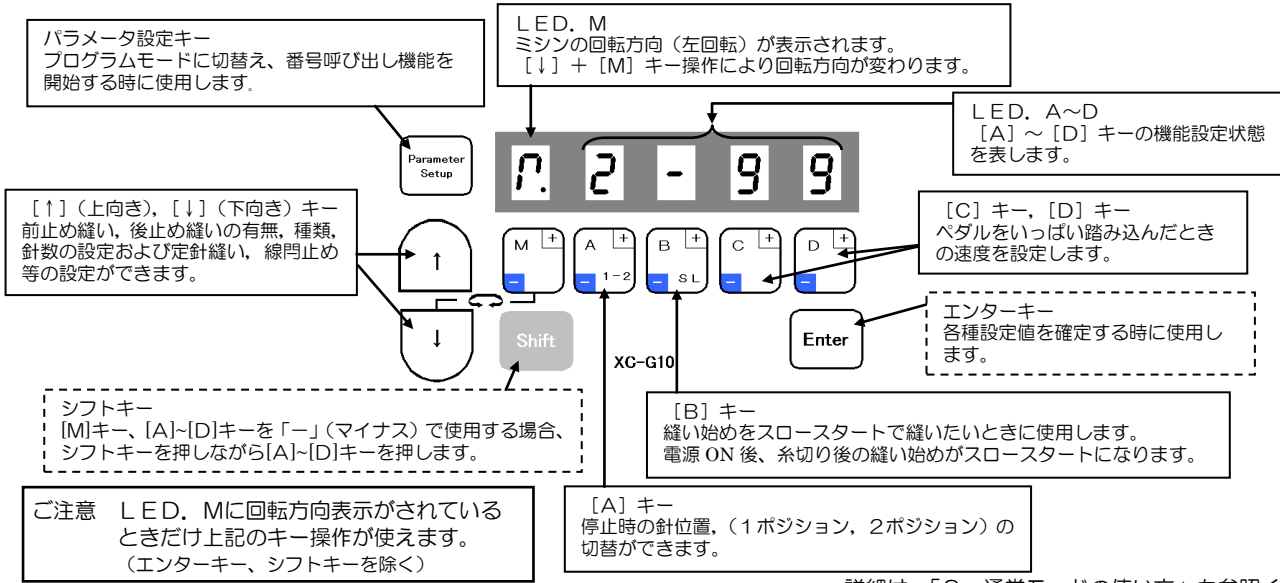 パラメータ設定キー
プログラムモードに切替え、番号呼び出し機能を
開始する時に使用します.
LED.M
ミシンの回転方向（左回転）が表示されます。
［↓］＋［M］キー操作により回転方向が変わります。
LED.A～D
［A］～［D］キーの機能設定状態
を表します。
Parameter
Setup
2 - 9 9
［↑］（上向き），［↓］（下向き）キー
前止め縫い，後止め縫いの有無，種類，
針数の設定および定針縫い，線閂止め
等の設定ができます。
［C］キー，［D］キー
ペダルをいっぱい踏み込んだとき
の速度を設定します。
↑
M + -
A + - 1-2
B + - SL
C + -
D + -
↓
Shift
Enter
XC-G10
エンターキー
各種設定値を確定する時に使用し
ます。
シフトキー
[M]キー、[A]~[D]キーを「－」（マイナス）で使用する場合、
シフトキーを押しながら[A]~[D]キーを押します。
［B］キー
縫い始めをスロースタートで縫いたいときに使用します。
電源 ON 後、糸切り後の縫い始めがスロースタートになります。
ご注意 LED.Mに回転方向表示がされている
ときだけ上記のキー操作が使えます。
（エンターキー、シフトキーを除く）
［A］キー
停止時の針位置，（１ポジション，２ポジション）の
切替ができます。